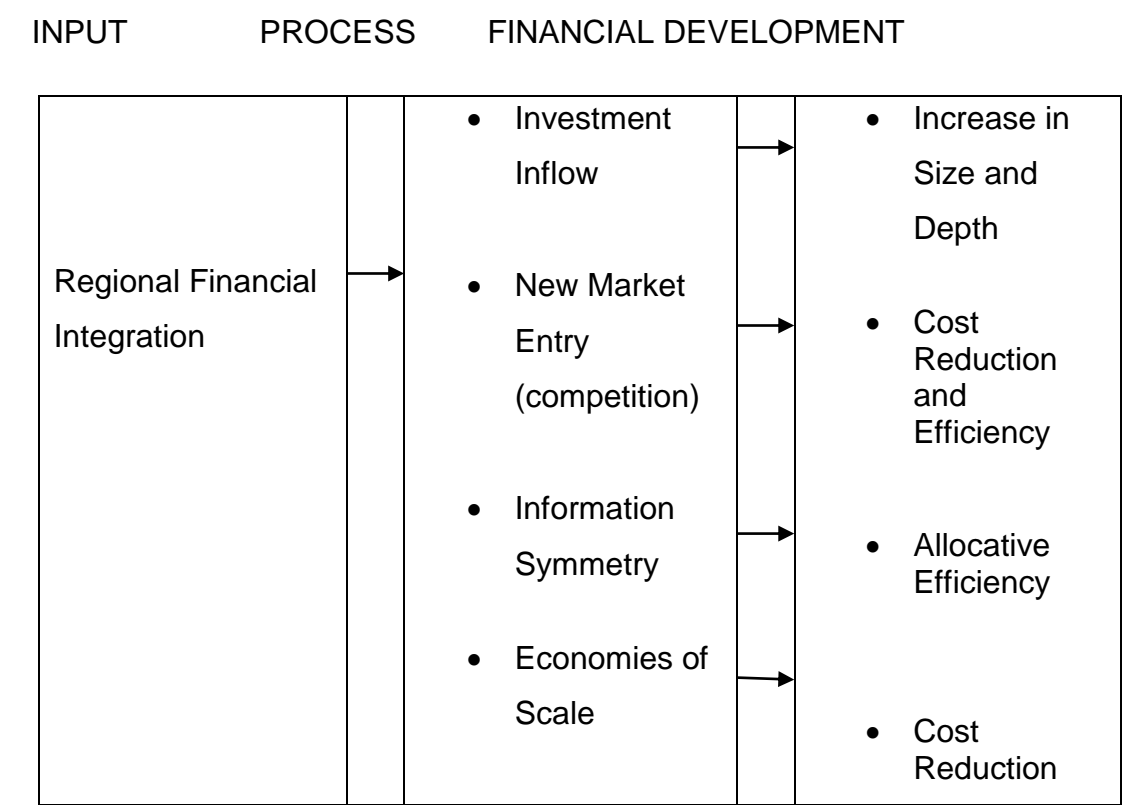 INPUT PROCESS FINANCIAL DEVELOPMENT
Regional Financial
Integration
• Investment
Inflow
• New Market
Entry
(competition)
• Information
Symmetry
• Economies of
Scale
• Increase in
Size and
Depth
• Cost
Reduction
and
Efficiency
• Allocative
Efficiency
• Cost
Reduction